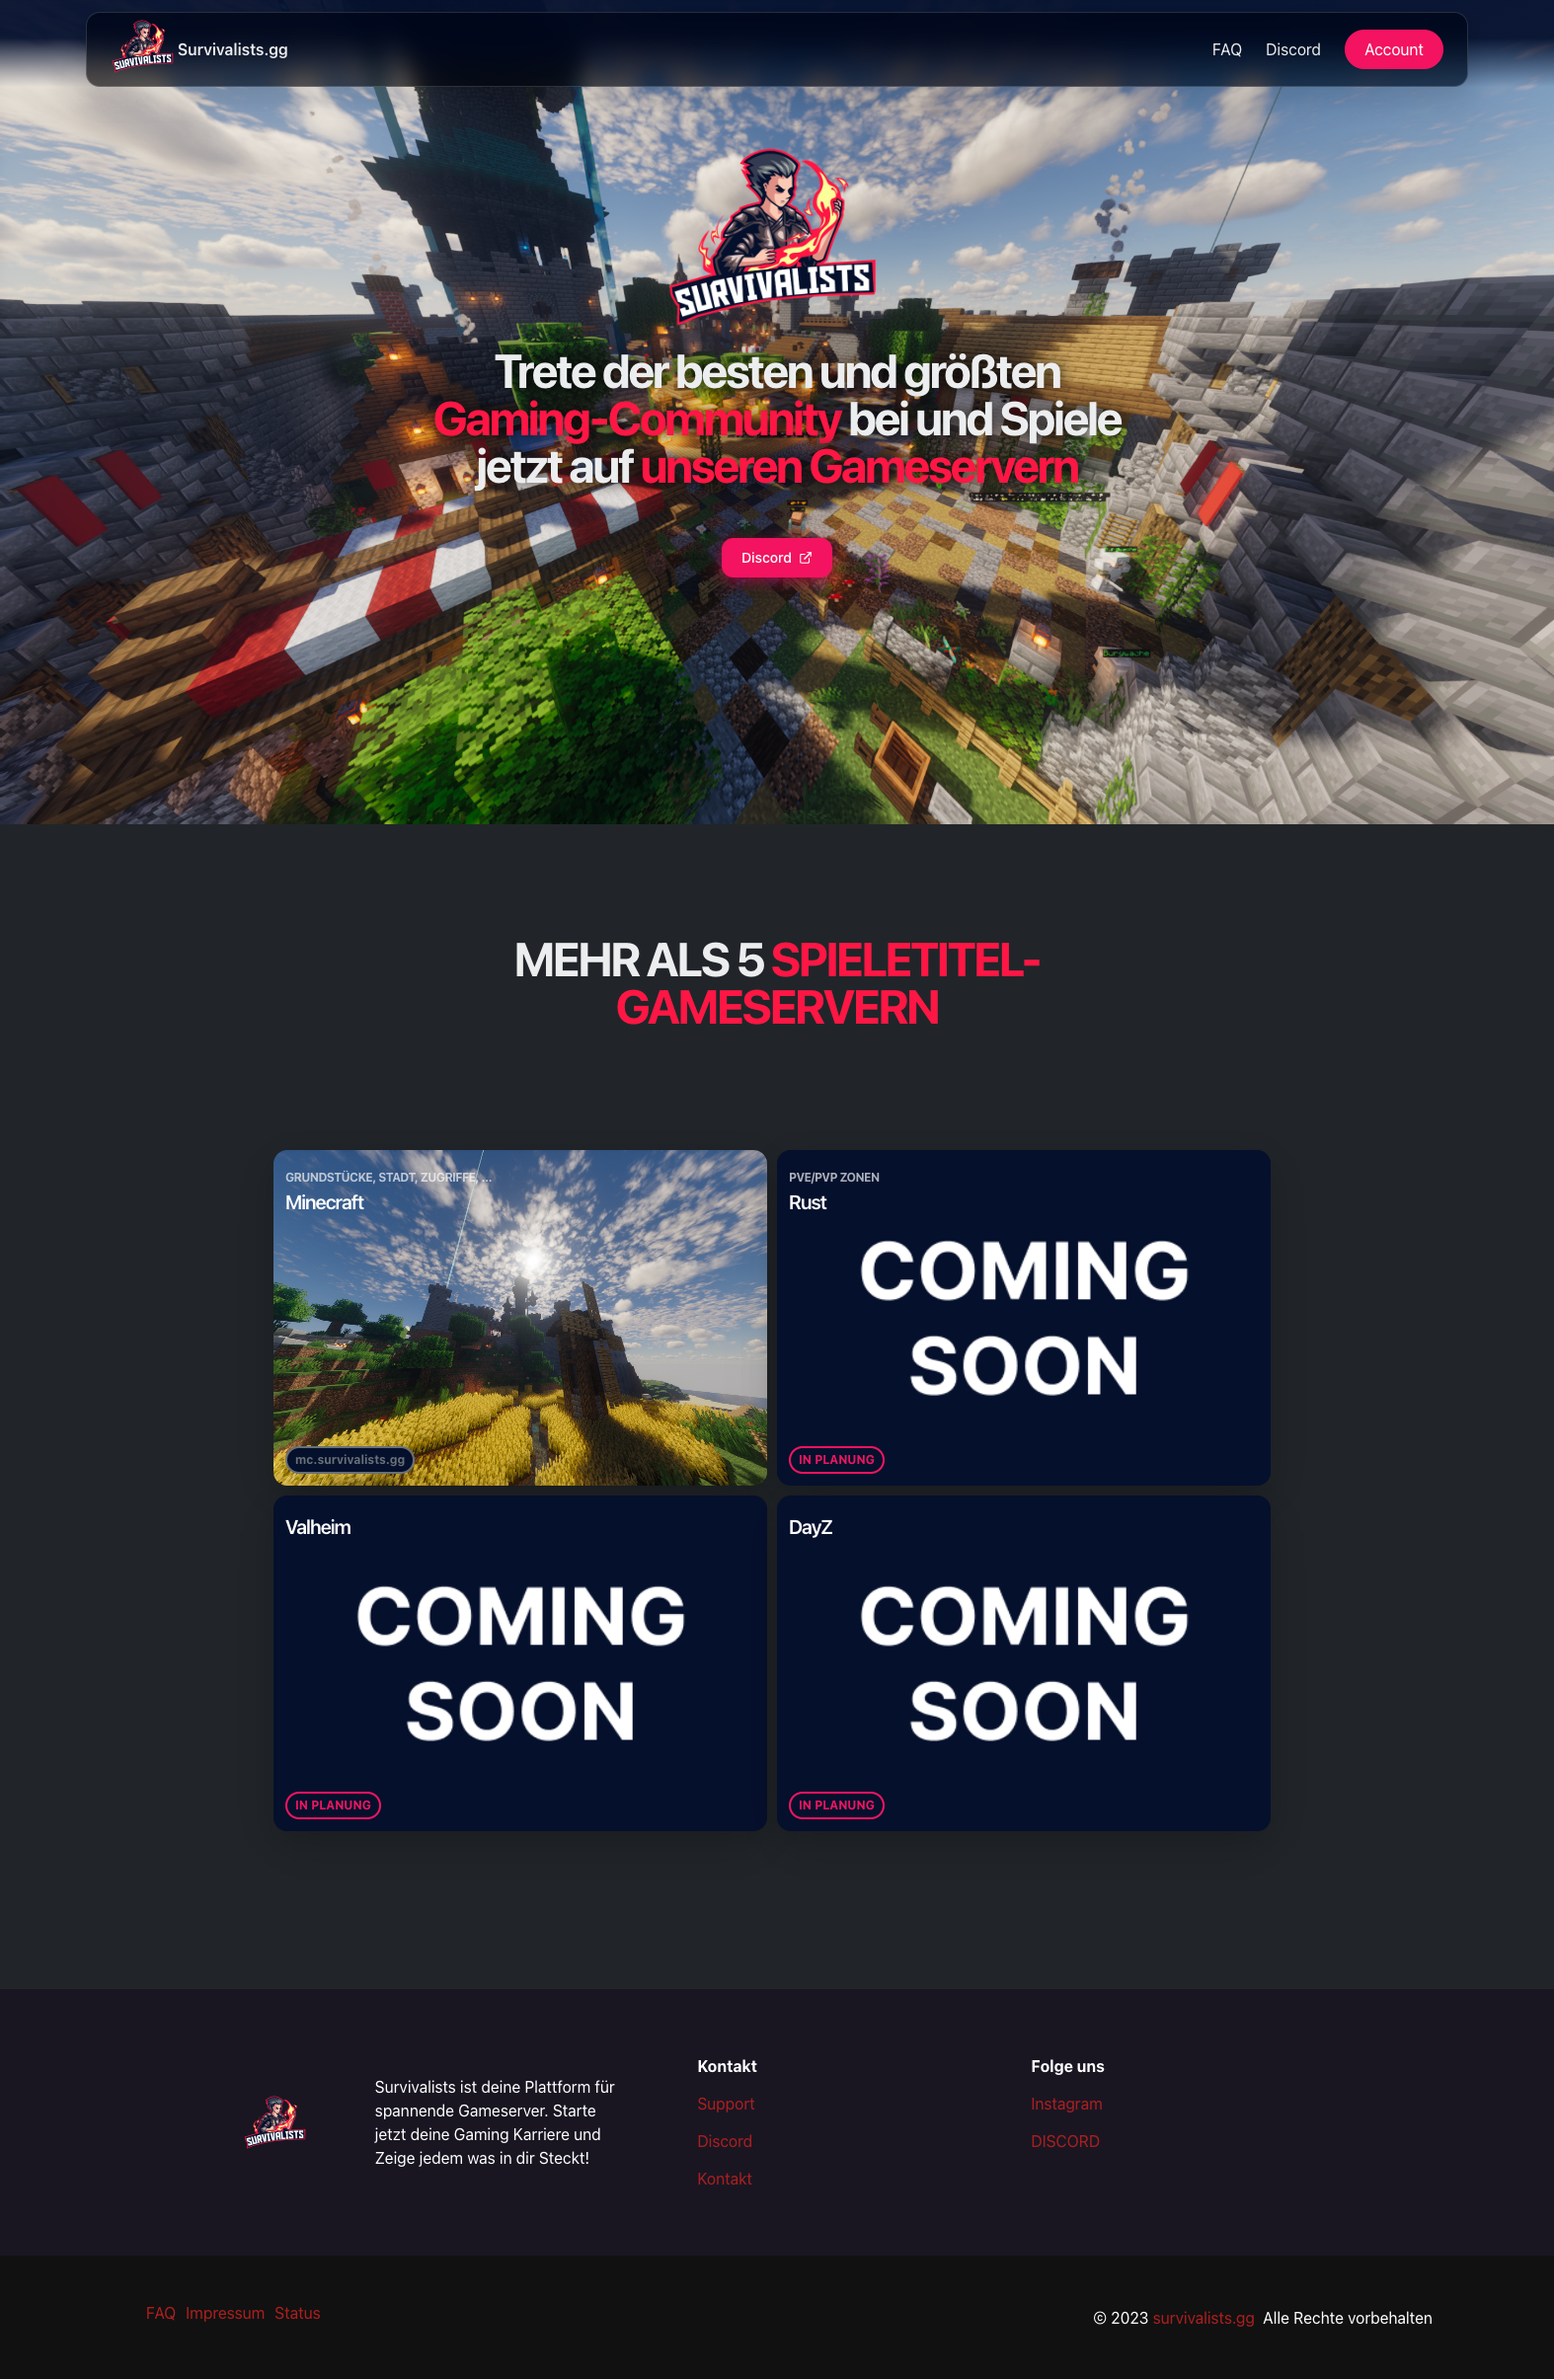 SURVIVALISTS
Survivalists.gg
FAQ
Discord
Account
SURVIVALISTS
Trete der besten und größten
Gaming-Community bei und Spiele
jetzt auf unseren Gameservern
Discord
Burgwache
MEHR ALS 5 SPIELETITEL-
GAMESERVERN
GRUNDSTÜCKE, STADT, ZUGRIFFE, ...
Minecraft
mc.survivalists.gg
PVE/PVP ZONEN
Rust
COMING
SOON
IN PLANUNG
Valheim
COMING
SOON
IN PLANUNG
DayZ
COMING
SOON
IN PLANUNG
SURVIVALISTS
Survivalists ist deine Plattform für
spannende Gameserver. Starte
jetzt deine Gaming Karriere und
Zeige jedem was in dir Steckt!
Kontakt
Support
Discord
Kontakt
Folge uns
Instagram
DISCORD
FAQ Impressum Status
© 2023 survivalists.gg Alle Rechte vorbehalten